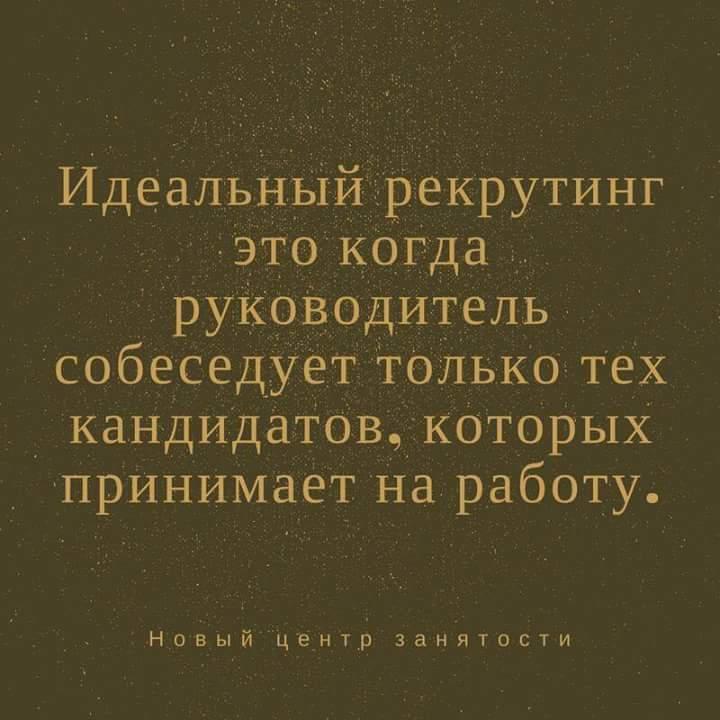 Идеальный рекрутинг
это когда
руководитель
собеседует только тех
кандидатов, которых
принимает на работу.
Новый центр занятости